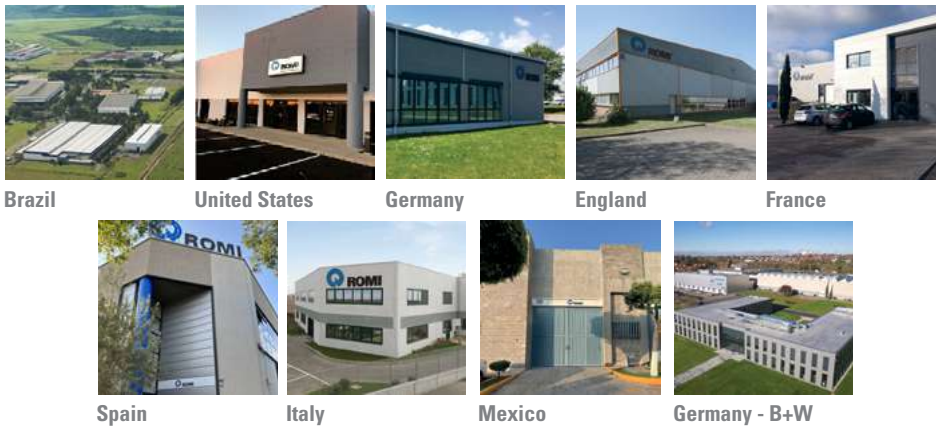 ROMI
ROMI
ROMI
Brazil
United States
Germany
England
France
ROMI
ROMI
ROMI
ROMI
Spain
Italy
Mexico
Germany - B+W